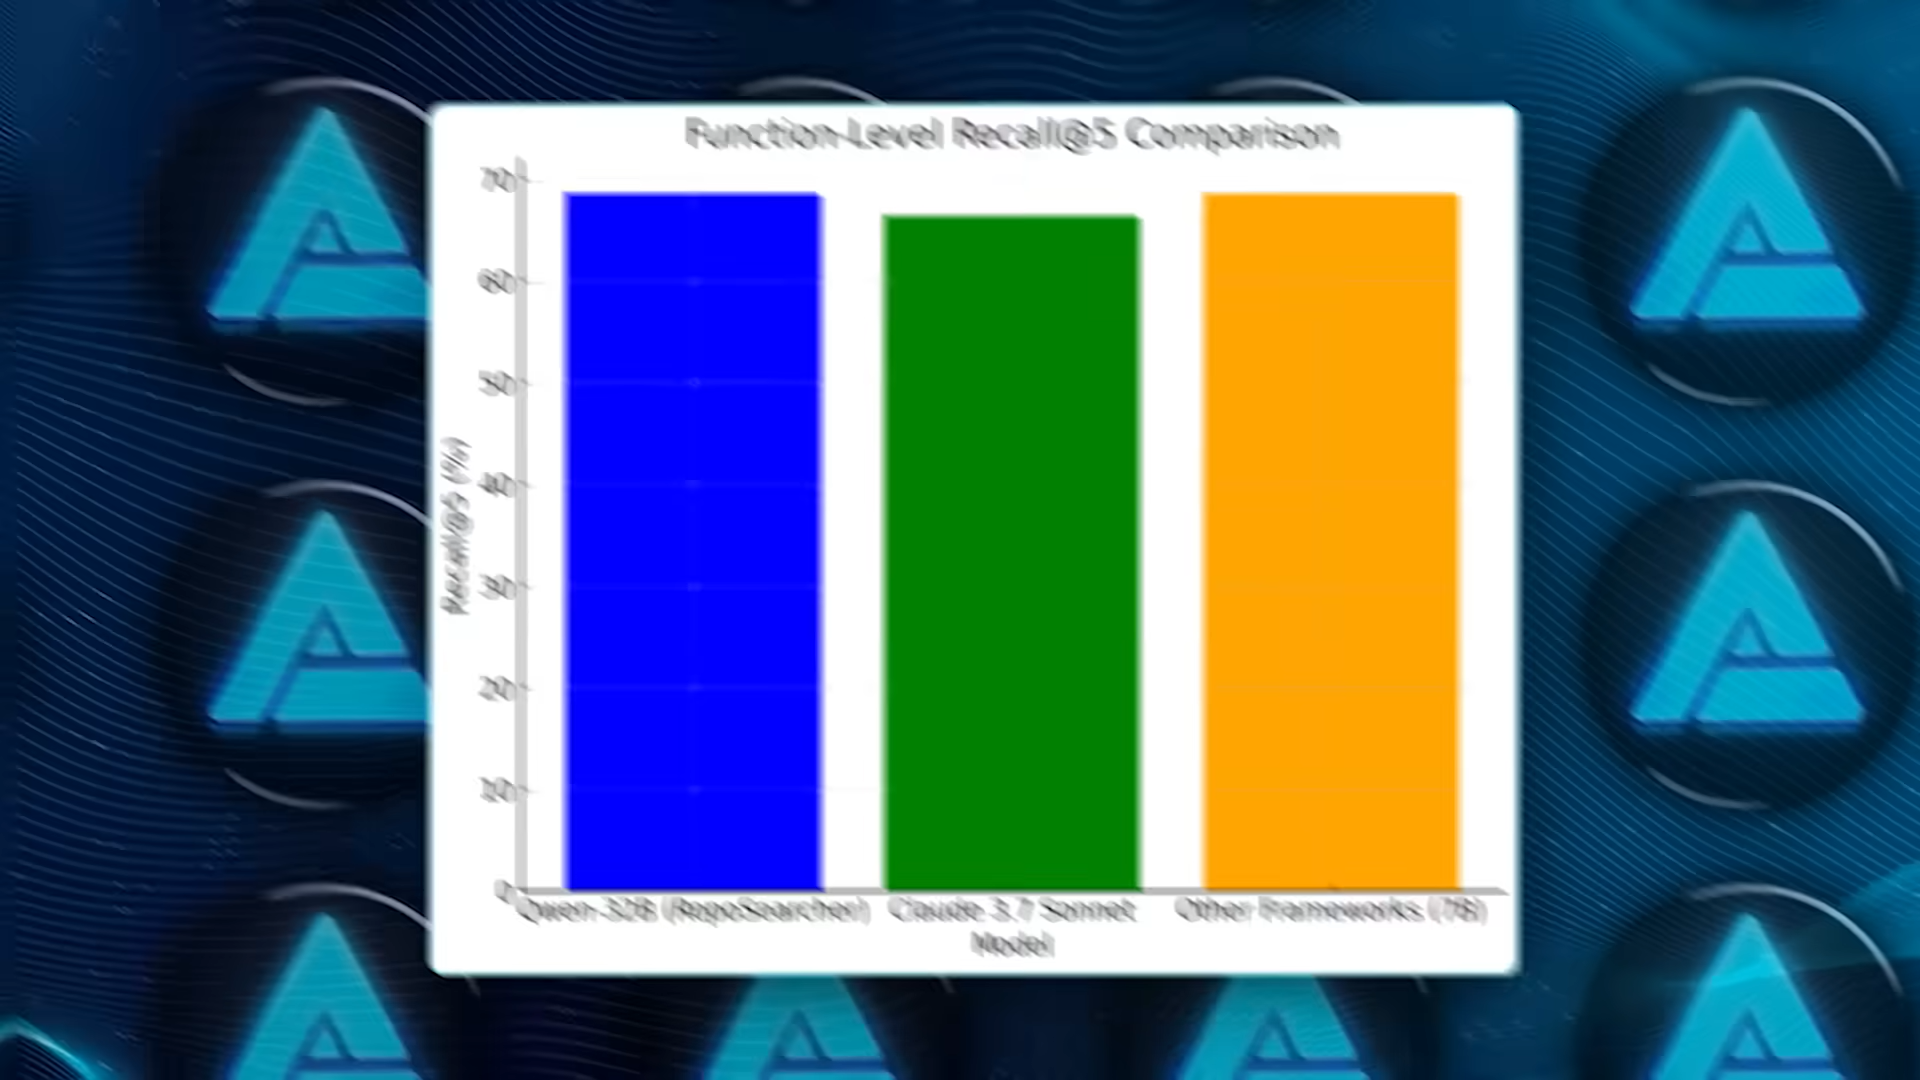 Function-Level Recall@5 Comparison
Recall@5 (%)
70
60
50
40
30
20
10
0
Qwen-32B (RepoSearcher)
Claude 3.7 Sonnet
Other Frameworks (7B)
Model